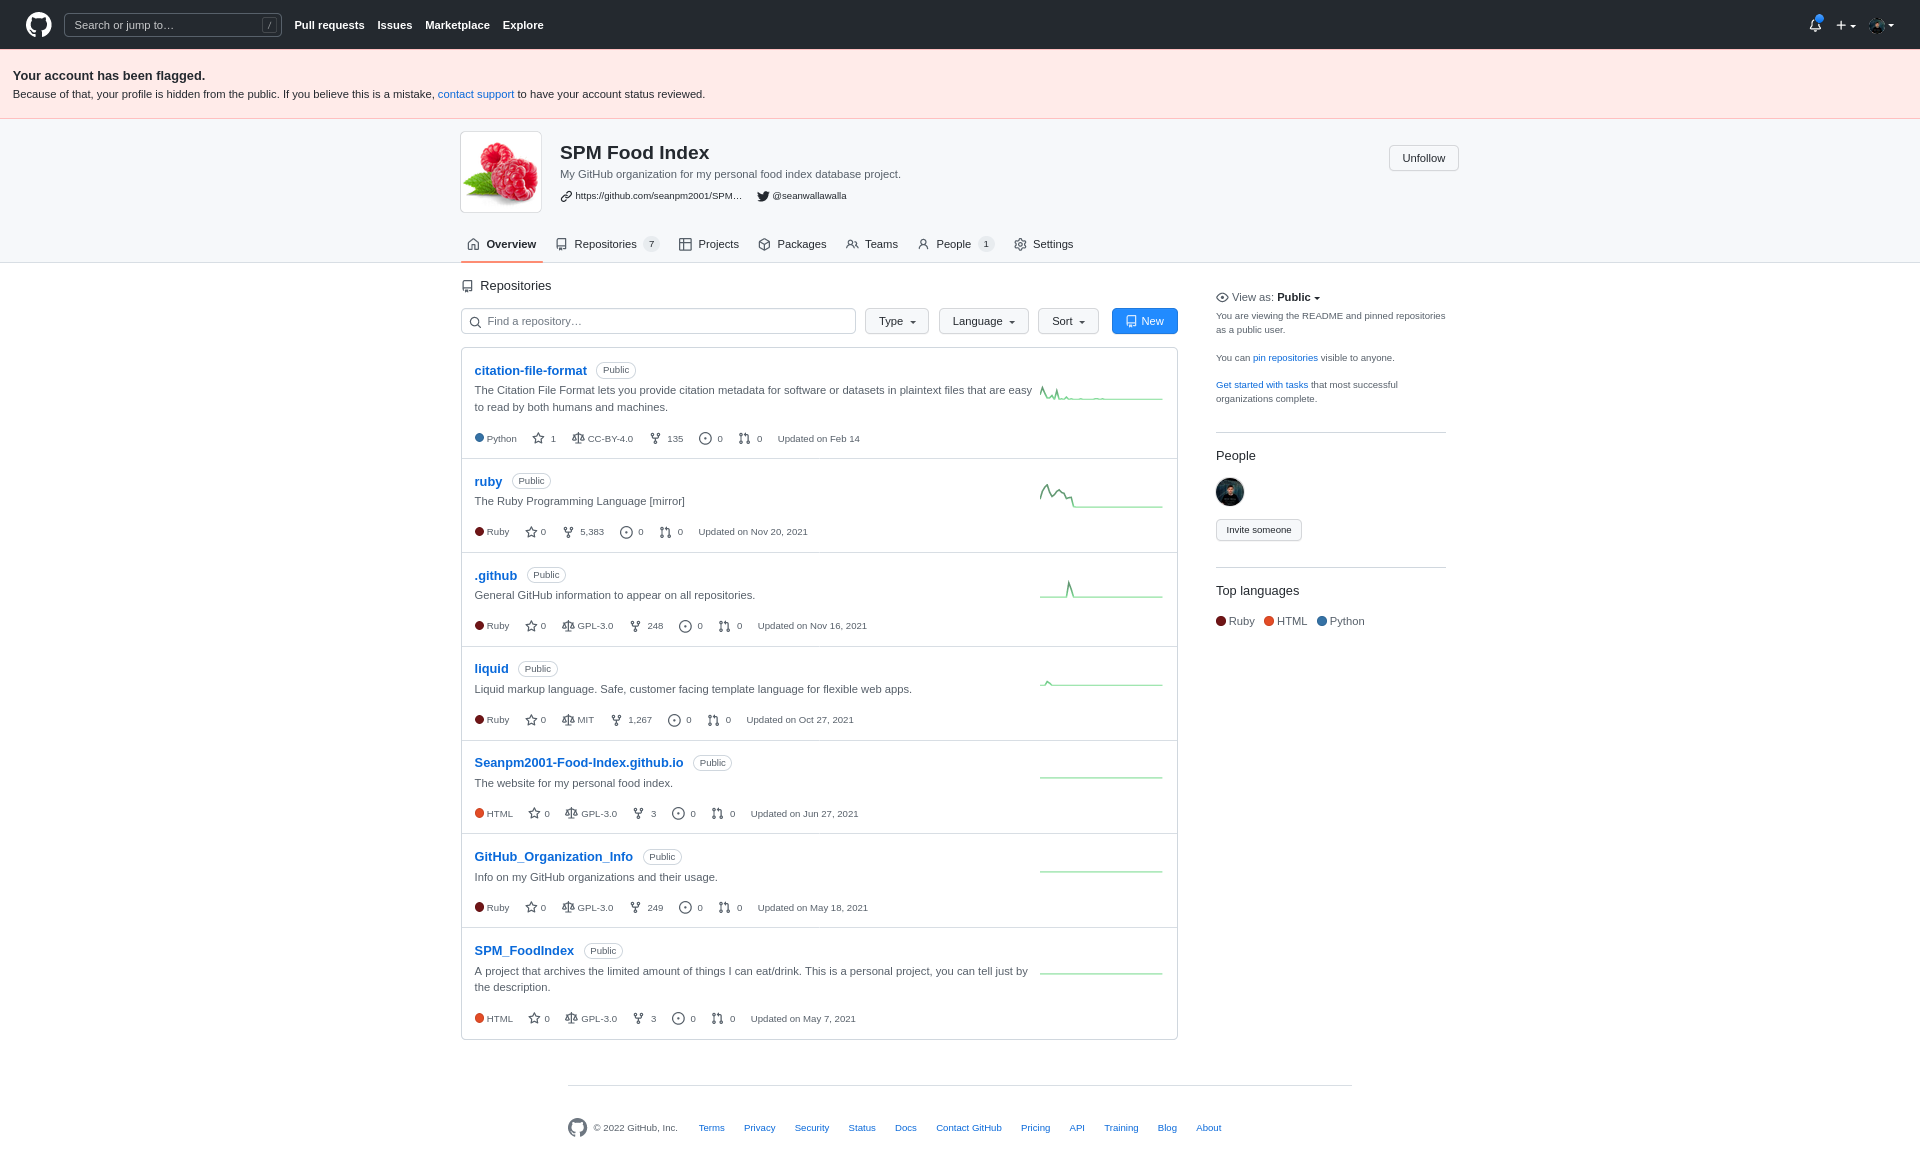 Search or jump to… /
Pull requests Issues Marketplace Explore
Your account has been flagged.
Because of that, your profile is hidden from the public. If you believe this is a mistake, contact support to have your account status reviewed.
SPM Food Index
My GitHub organization for my personal food index database project.
https://github.com/seanpm2001/SPM… @seanwallawalla
Unfollow
Overview Repositories 7 Projects Packages Teams People 1 Settings
Repositories
Find a repository… Type Language Sort New
citation-file-format Public
The Citation File Format lets you provide citation metadata for software or datasets in plaintext files that are easy
to read by both humans and machines.
Python 1 CC-BY-4.0 135 0 0 Updated on Feb 14
ruby Public
The Ruby Programming Language [mirror]
Ruby 0 5,383 0 0 Updated on Nov 20, 2021
.github Public
General GitHub information to appear on all repositories.
Ruby 0 GPL-3.0 248 0 0 Updated on Nov 16, 2021
liquid Public
Liquid markup language. Safe, customer facing template language for flexible web apps.
Ruby 0 MIT 1,267 0 0 Updated on Oct 27, 2021
Seanpm2001-Food-Index.github.io Public
The website for my personal food index.
HTML 0 GPL-3.0 3 0 0 Updated on Jun 27, 2021
GitHub_Organization_Info Public
Info on my GitHub organizations and their usage.
Ruby 0 GPL-3.0 249 0 0 Updated on May 18, 2021
SPM_FoodIndex Public
A project that archives the limited amount of things I can eat/drink. This is a personal project, you can tell just by
the description.
HTML 0 GPL-3.0 3 0 0 Updated on May 7, 2021
View as: Public
You are viewing the README and pinned repositories
as a public user.
You can pin repositories visible to anyone.
Get started with tasks that most successful
organizations complete.
People
Invite someone
Top languages
Ruby HTML Python
© 2022 GitHub, Inc. Terms Privacy Security Status Docs Contact GitHub Pricing API Training Blog About